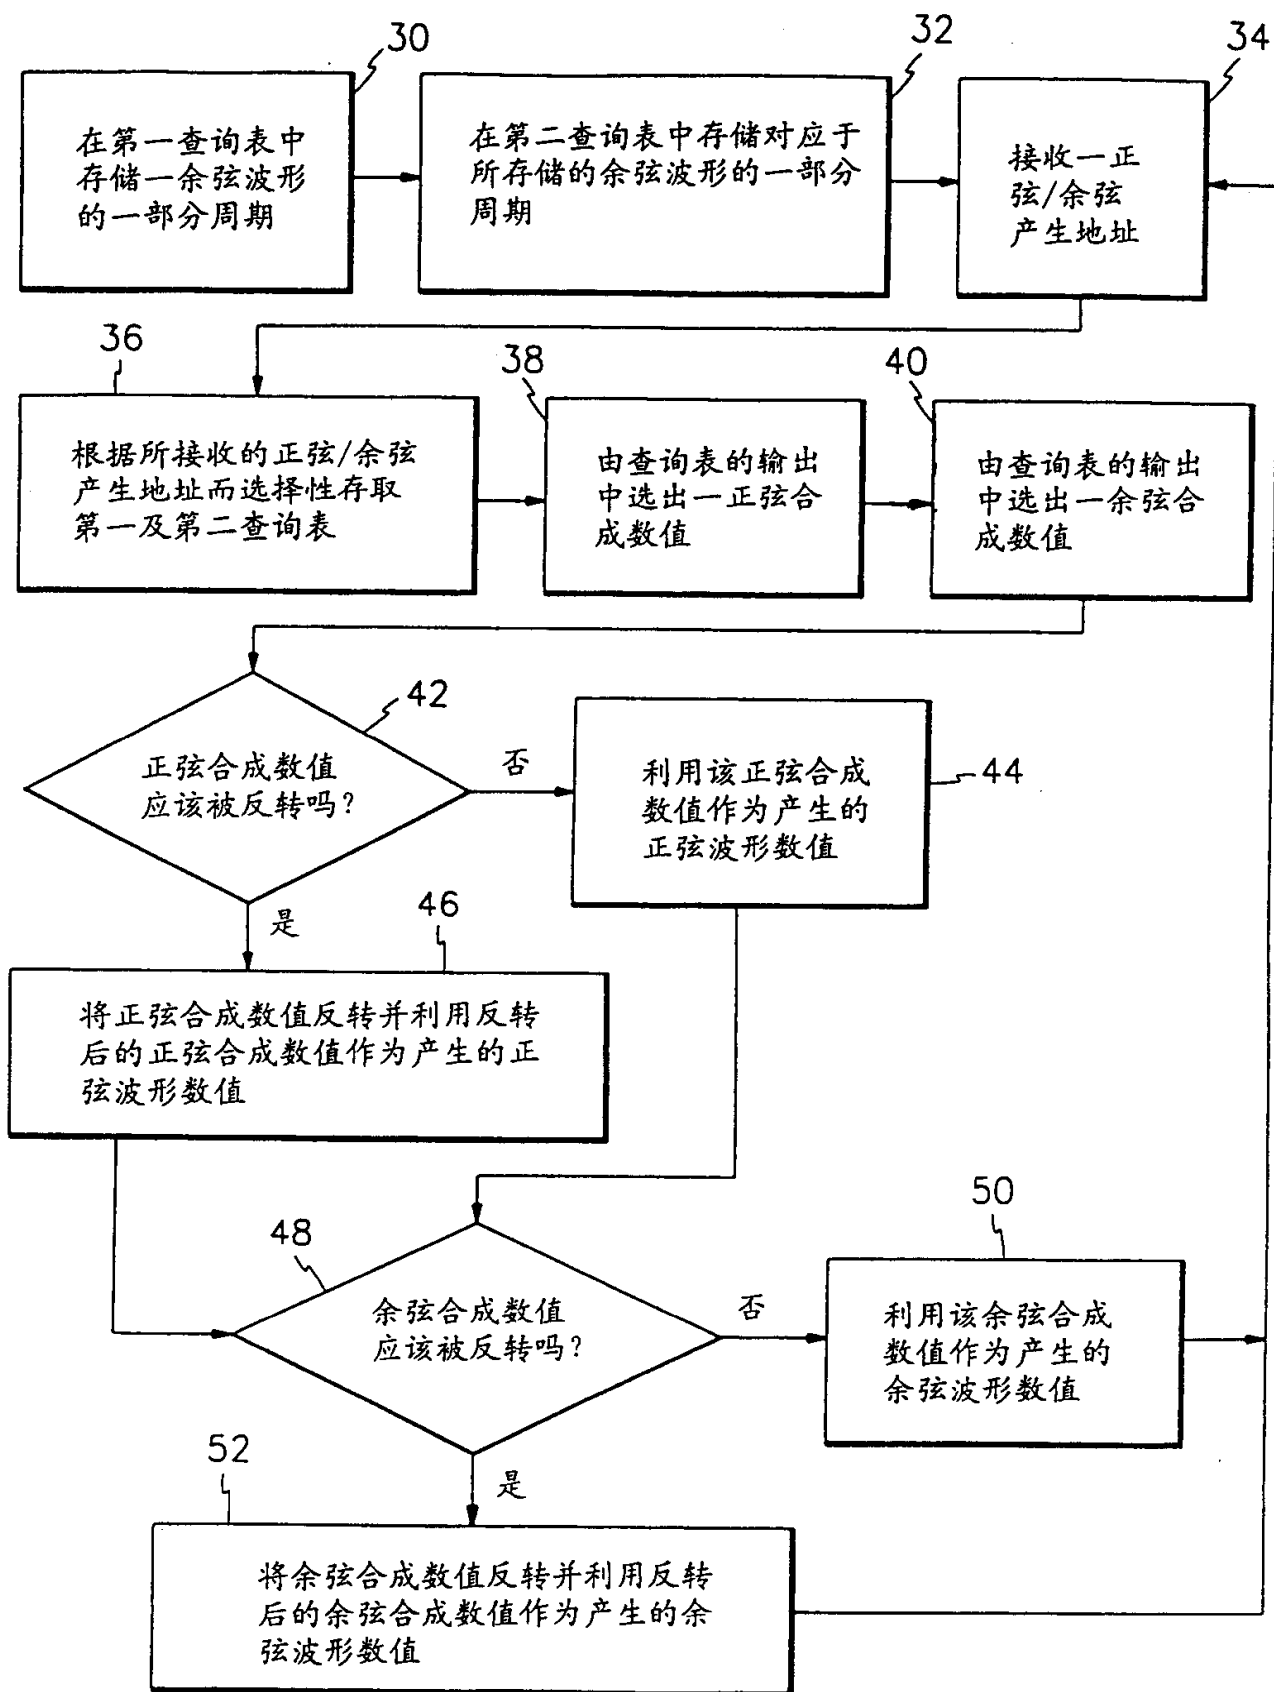 30
在第一查询表中
存储一余弦波形
的一部分周期
32
在第二查询表中存储对应于
所存储的余弦波形的一部分
周期
34
接收一正
弦/余弦
产生地址
36
根据所接收的正弦/余弦
产生地址而选择性存取
第一及第二查询表
38
由查询表的输出
中选出一正弦合
成数值
40
由查询表的输出
中选出一余弦合
成数值
42
正弦合成数值
应该被反转吗?
否
是
44
利用该正弦合成
数值作为产生的
正弦波形数值
46
将正弦合成数值反转并利用反转
后的正弦合成数值作为产生的正
弦波形数值
48
余弦合成数值
应该被反转吗?
否
是
50
利用该余弦合成
数值作为产生的
余弦波形数值
52
将余弦合成数值反转并利用反转
后的余弦合成数值作为产生的余
弦波形数值